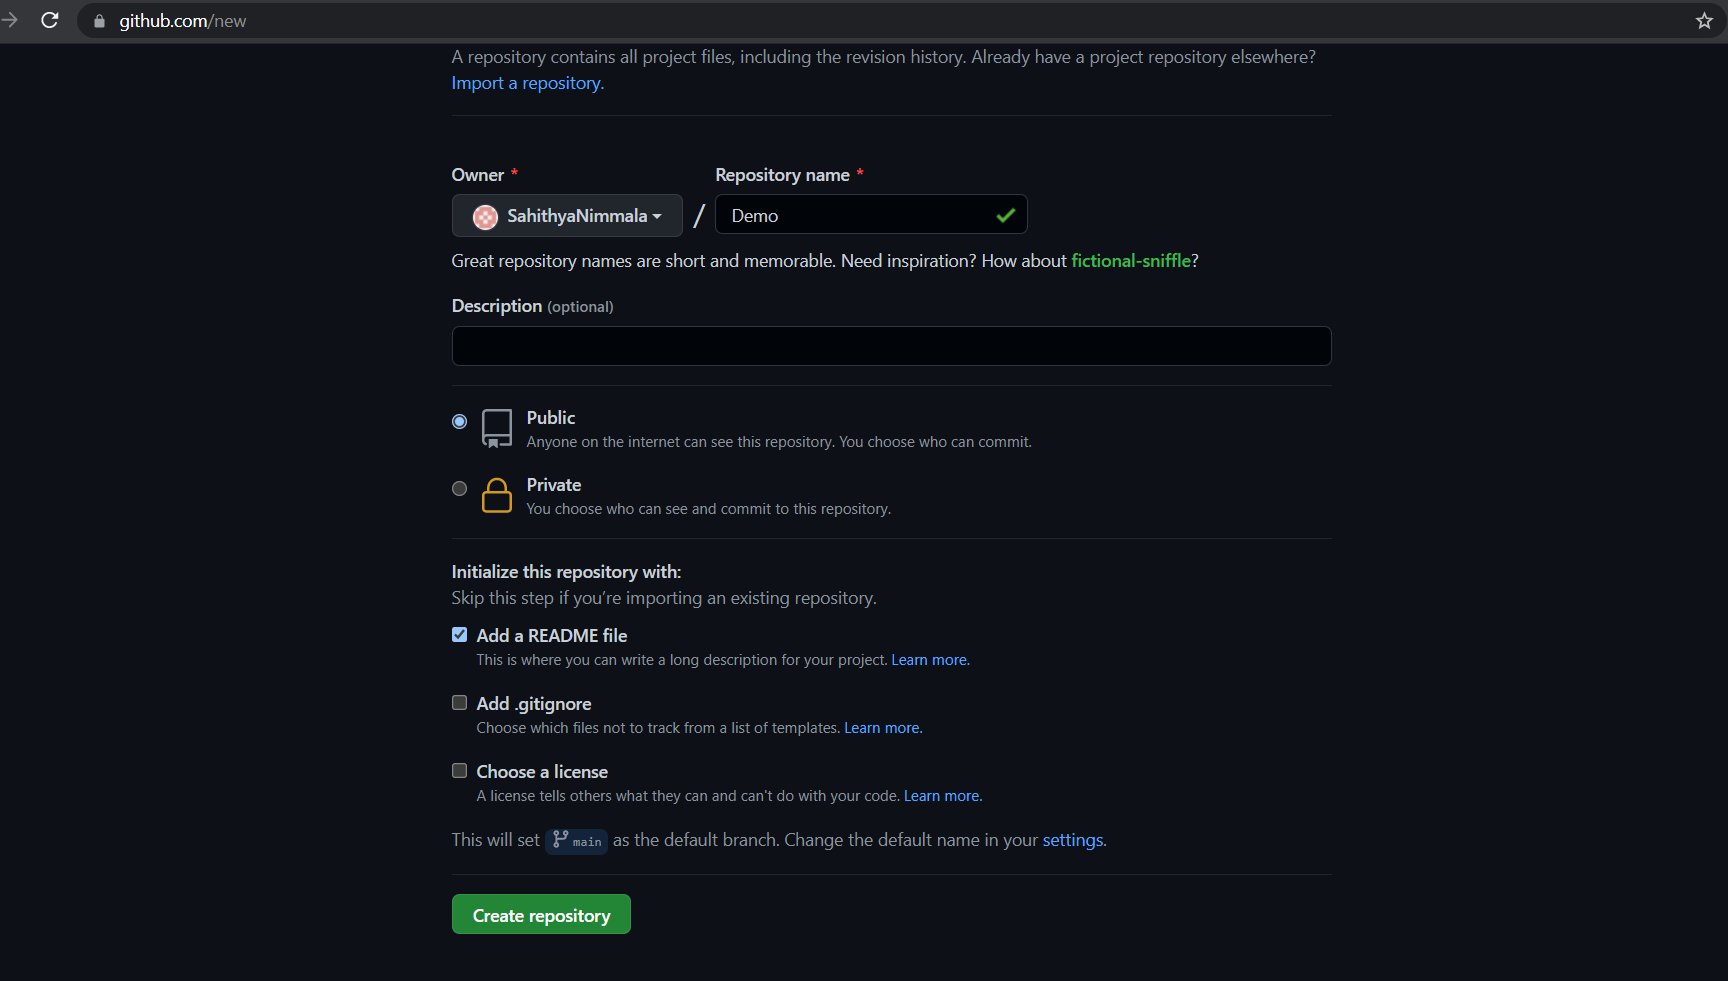 github.com/new
A repository contains all project files, including the revision history. Already have a project repository elsewhere?
Import a repository.
Owner * Repository name *
SahithyaNimmala / Demo
Great repository names are short and memorable. Need inspiration? How about fictional-sniffle?
Description (optional)
Public
Anyone on the internet can see this repository. You choose who can commit.
Private
You choose who can see and commit to this repository.
Initialize this repository with:
Skip this step if you’re importing an existing repository.
Add a README file
This is where you can write a long description for your project. Learn more.
Add .gitignore
Choose which files not to track from a list of templates. Learn more.
Choose a license
A license tells others what they can and can't do with your code. Learn more.
This will set main as the default branch. Change the default name in your settings.
Create repository